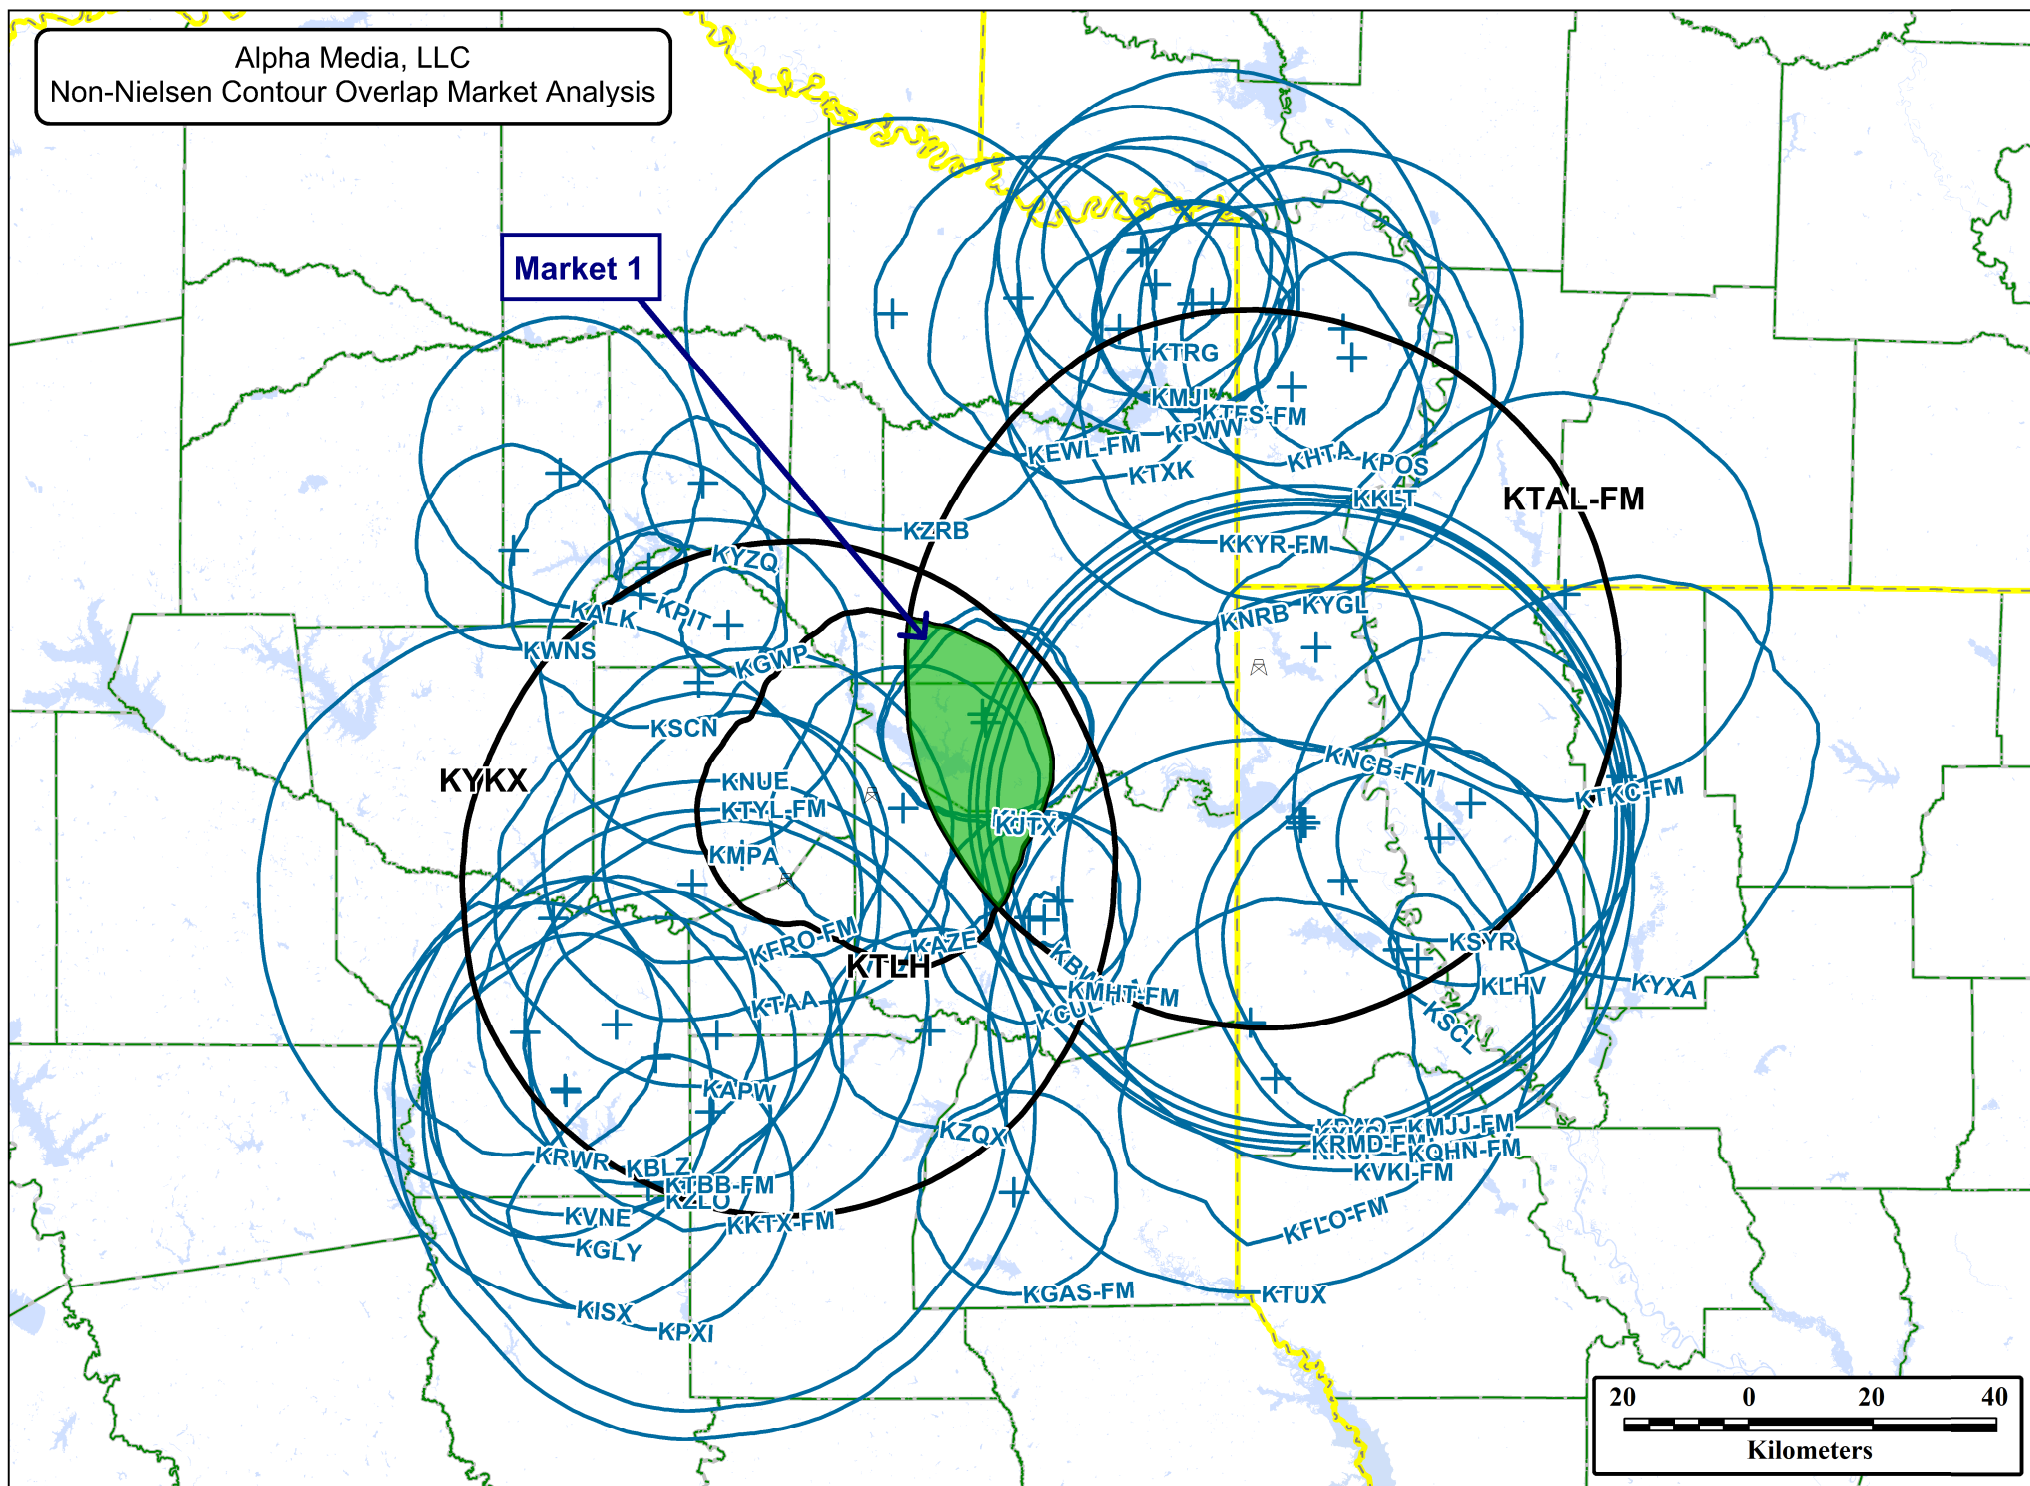 Alpha Media, LLC
Non-Nielsen Contour Overlap Market Analysis
Market 1
KTRG
KMJI
KTFS-FM
KPWW
KEWL-FM
KTXK
KHTA
KPOS
KKLT
KTAL-FM
KZRB
KKYR-FM
KYZQ
KALK
KPIT
KNRB
KYGL
KWNS
KGWP
KSCN
KYKX
KNUE
KTYL-FM
KNCB-FM
KTKC-FM
KJTX
KMPA
KFRO-FM
KAZE
KTLH
KSYR
KLHV
KYXA
KMHT-FM
KTAA
KCUL
KSCL
KAPW
KZQX
KMJJ-FM
KRMD-FM
KQHN-FM
KRWR
KBLZ
KVKI-FM
KTBB-FM
KZLO
KVNE
KKTX-FM
KFLO-FM
KGLY
KGAS-FM
KTUX
KISX
KPXI
20 0 20 40
Kilometers